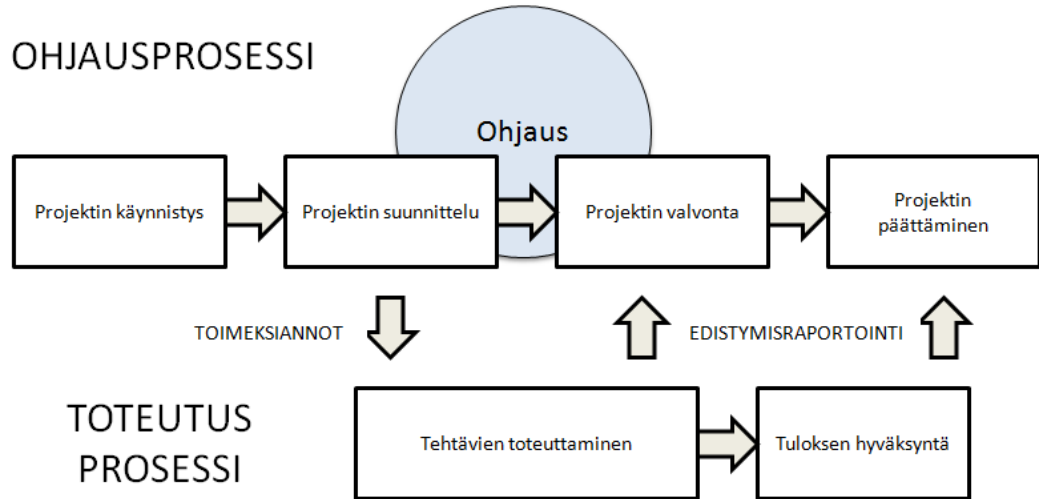 OHJAUSPROSESSI
Ohjaus
Projektin käynnistys
Projektin suunnittelu
Projektin valvonta
Projektin
päättäminen
TOIMEKSIANNOT
EDISTYMISRAPORTOINTI
TOTEUTUS
PROSESSI
Tehtävien toteuttaminen
Tuloksen hyväksyntä